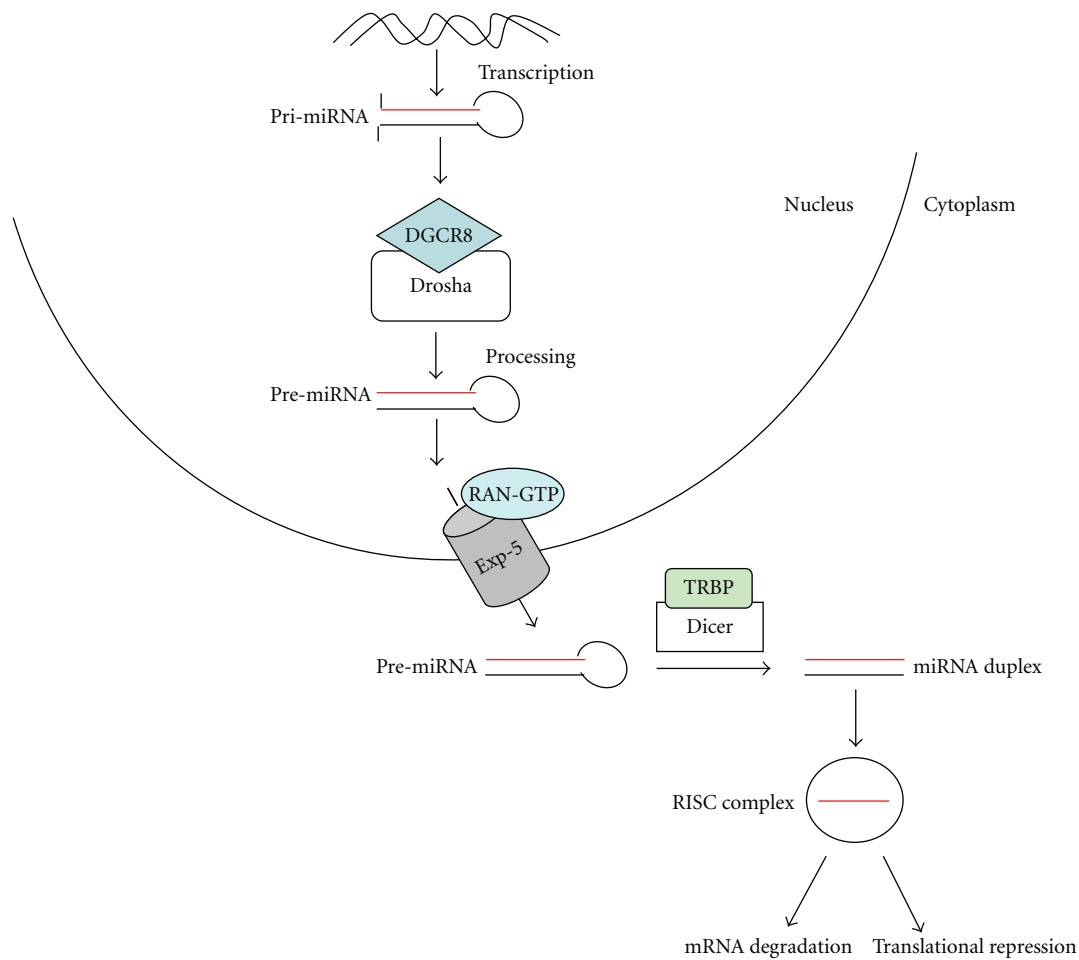 Transcription
Pri-miRNA
Nucleus
Cytoplasm
DGCR8
Drosha
Processing
Pre-miRNA
RAN-GTP
Exp-5
TRBP
Dicer
Pre-miRNA
miRNA duplex
RISC complex
mRNA degradation
Translational repression